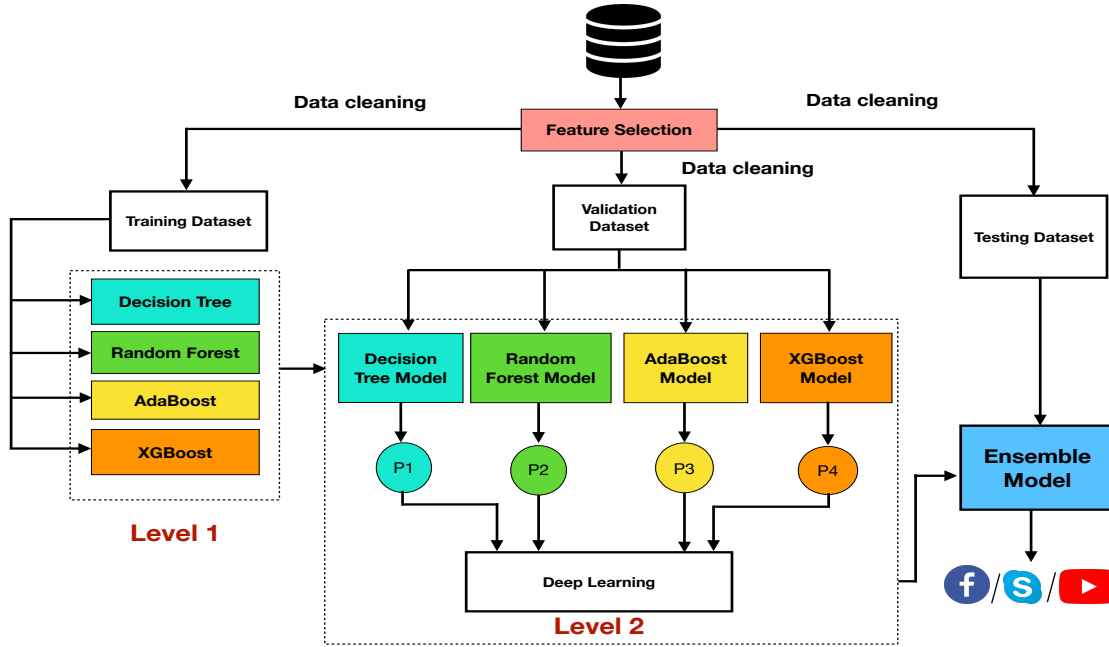 Data cleaning
Data cleaning
Feature Selection
Data cleaning
Training Dataset
Validation
Dataset
Testing Dataset
Decision Tree
Random Forest
AdaBoost
XGBoost
Level 1
Decision
Tree Model
Random
Forest Model
AdaBoost
Model
XGBoost
Model
P1
P2
P3
P4
Deep Learning
Level 2
Ensemble
Model
f
/
S
/